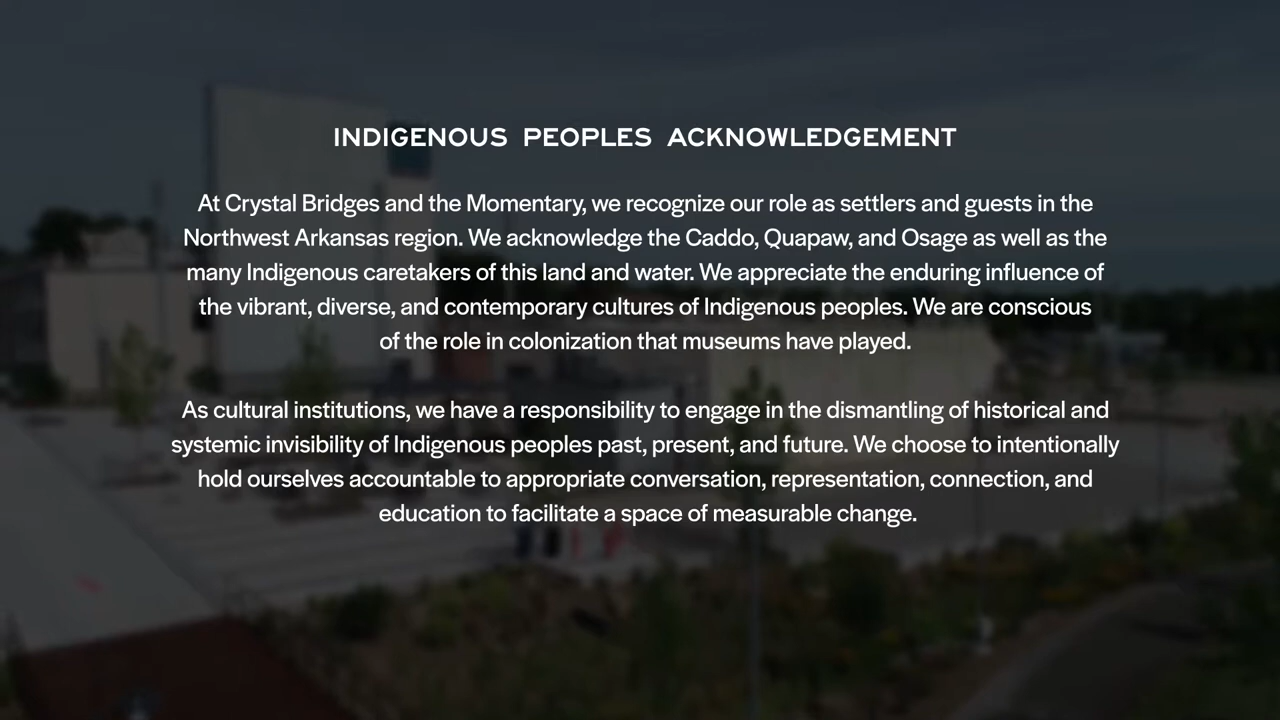 INDIGENOUS PEOPLES ACKNOWLEDGEMENT
At Crystal Bridges and the Momentary, we recognize our role as settlers and guests in the
Northwest Arkansas region. We acknowledge the Caddo, Quapaw, and Osage as well as the
many Indigenous caretakers of this land and water. We appreciate the enduring influence of
the vibrant, diverse, and contemporary cultures of Indigenous peoples. We are conscious
of the role in colonization that museums have played.
As cultural institutions, we have a responsibility to engage in the dismantling of historical and
systemic invisibility of Indigenous peoples past, present, and future. We choose to intentionally
hold ourselves accountable to appropriate conversation, representation, connection, and
education to facilitate a space of measurable change.